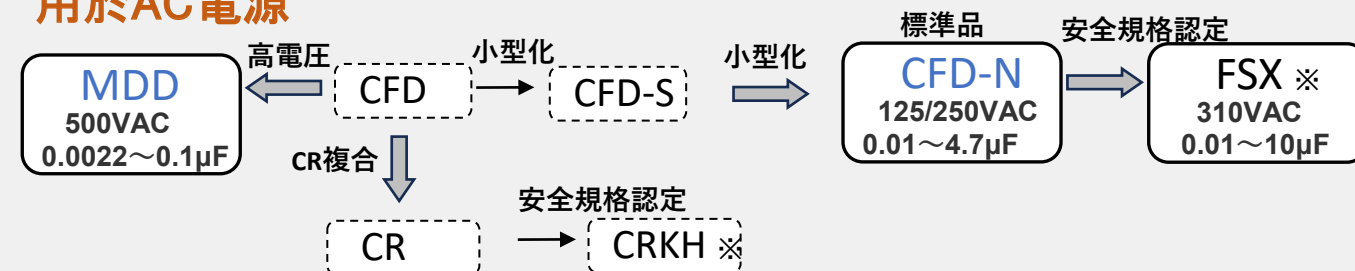 用於AC電源
標準品
安全規格認定
高電圧
小型化
小型化
MDD
500VAC
0.0022～0.1μF
CFD
CFD-S
CFD-N
125/250VAC
0.01～4.7μF
FSX ※
310VAC
0.01～10μF
CR複合
安全規格認定
CR
CRKH ※